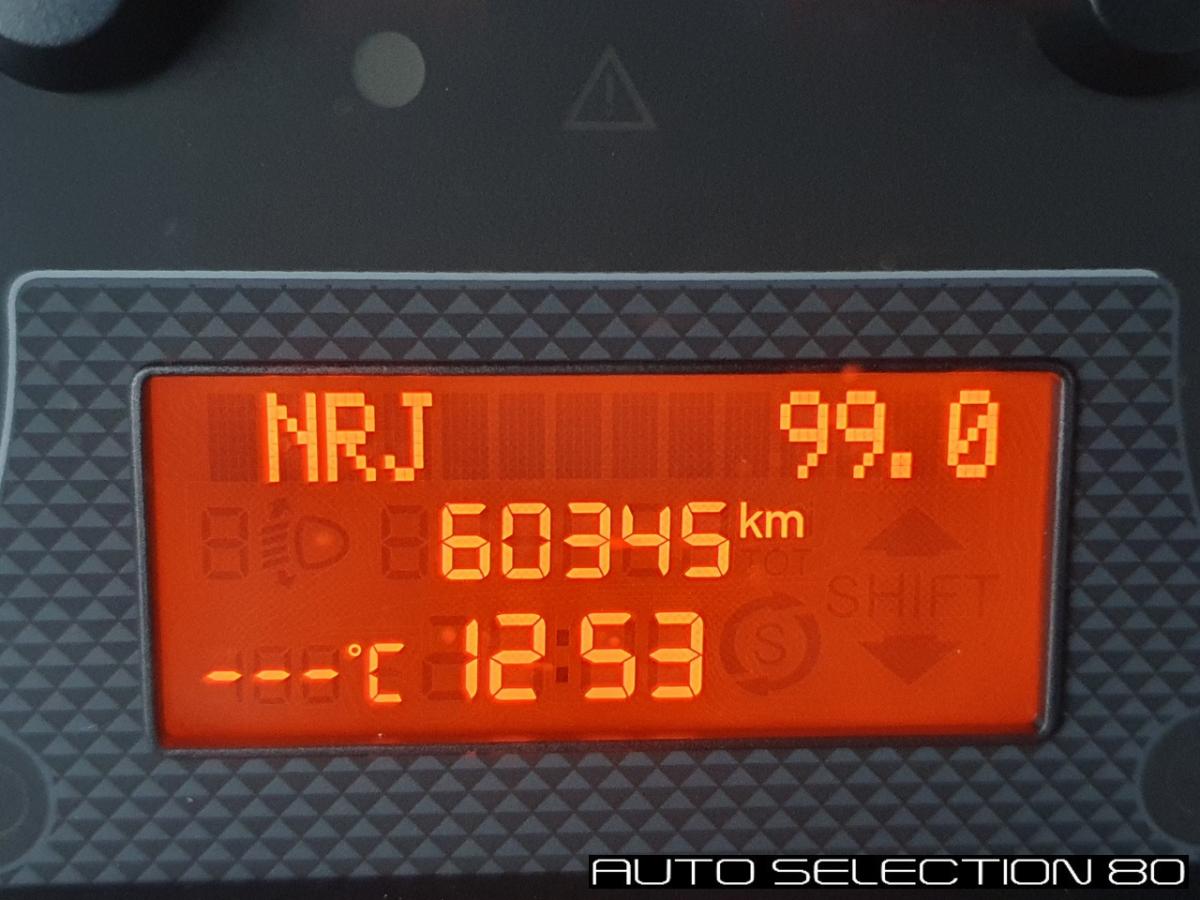 NRJ 99.0
60345 km
TOT
SHIFT
---°C 12:53 S
AUTO SELECTION 80